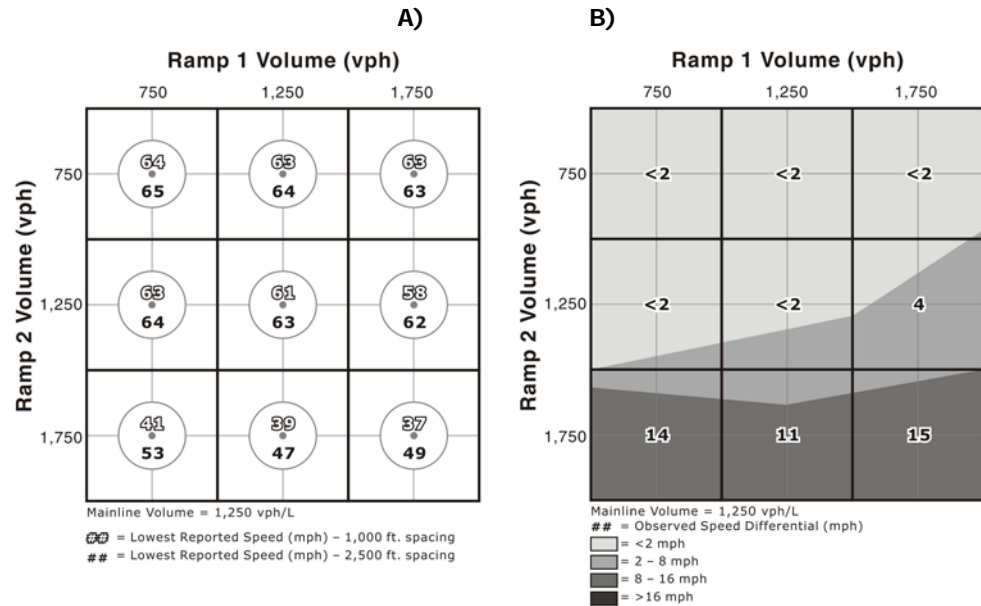 A)
Ramp 1 Volume (vph)
750 1,250 1,750
Ramp 2 Volume (vph)
750
64 63 63
65 64 63
1,250
63 61 58
64 63 62
1,750
41 39 37
53 47 49
Mainline Volume = 1,250 vph/L
## = Lowest Reported Speed (mph) – 1,000 ft. spacing
## = Lowest Reported Speed (mph) – 2,500 ft. spacing
B)
Ramp 1 Volume (vph)
750 1,250 1,750
Ramp 2 Volume (vph)
750 <2 <2 <2
1,250 <2 <2 4
1,750 14 11 15
Mainline Volume = 1,250 vph/L
## = Observed Speed Differential (mph)
= <2 mph
= 2 – 8 mph
= 8 – 16 mph
= >16 mph